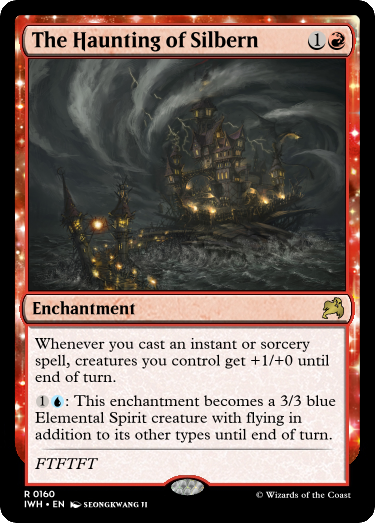 The Haunting of Silbern 1
Enchantment
Whenever you cast an instant or sorcery
spell, creatures you control get +1/+0 until
end of turn.
1 : This enchantment becomes a 3/3 blue
Elemental Spirit creature with flying in
addition to its other types until end of turn.
FTFTFT
R 0160
IWH • EN SEONGKWANG JI
© Wizards of the Coast